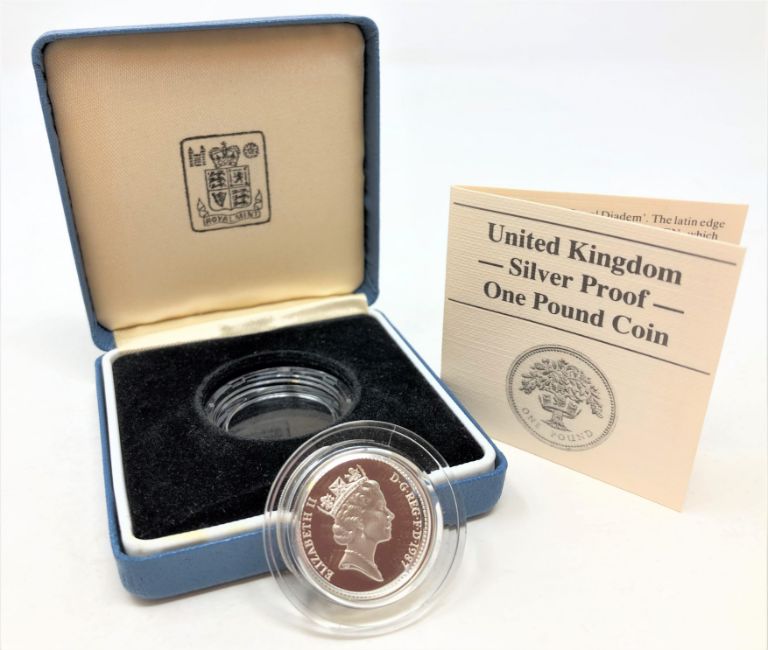 ROYAL MINT
l Diadem'. The latin edge
which
United Kingdom
— Silver Proof —
One Pound Coin
ONE POUND
ELIZABETH II D·G·REG·F·D·1987